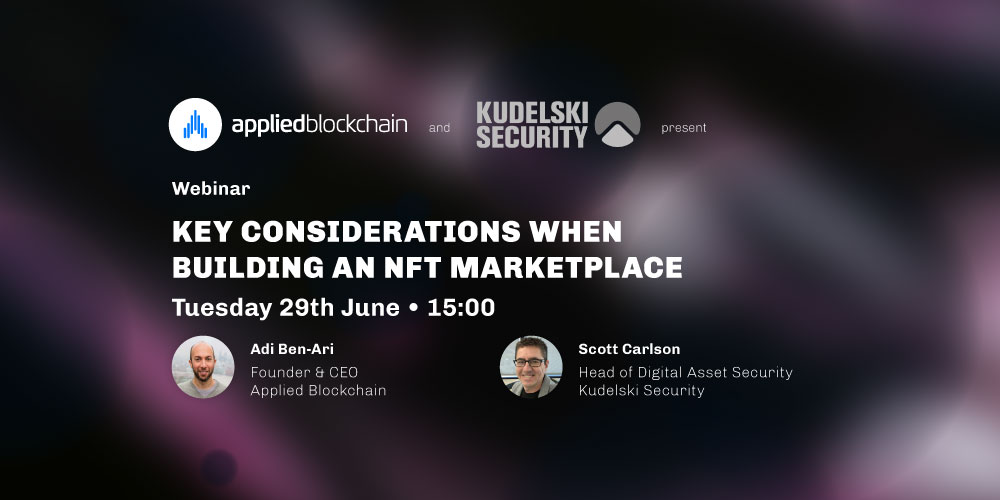 appliedblockchain and KUDELSKI SECURITY present
Webinar
KEY CONSIDERATIONS WHEN
BUILDING AN NFT MARKETPLACE
Tuesday 29th June • 15:00
Adi Ben-Ari
Founder & CEO
Applied Blockchain
Scott Carlson
Head of Digital Asset Security
Kudelski Security